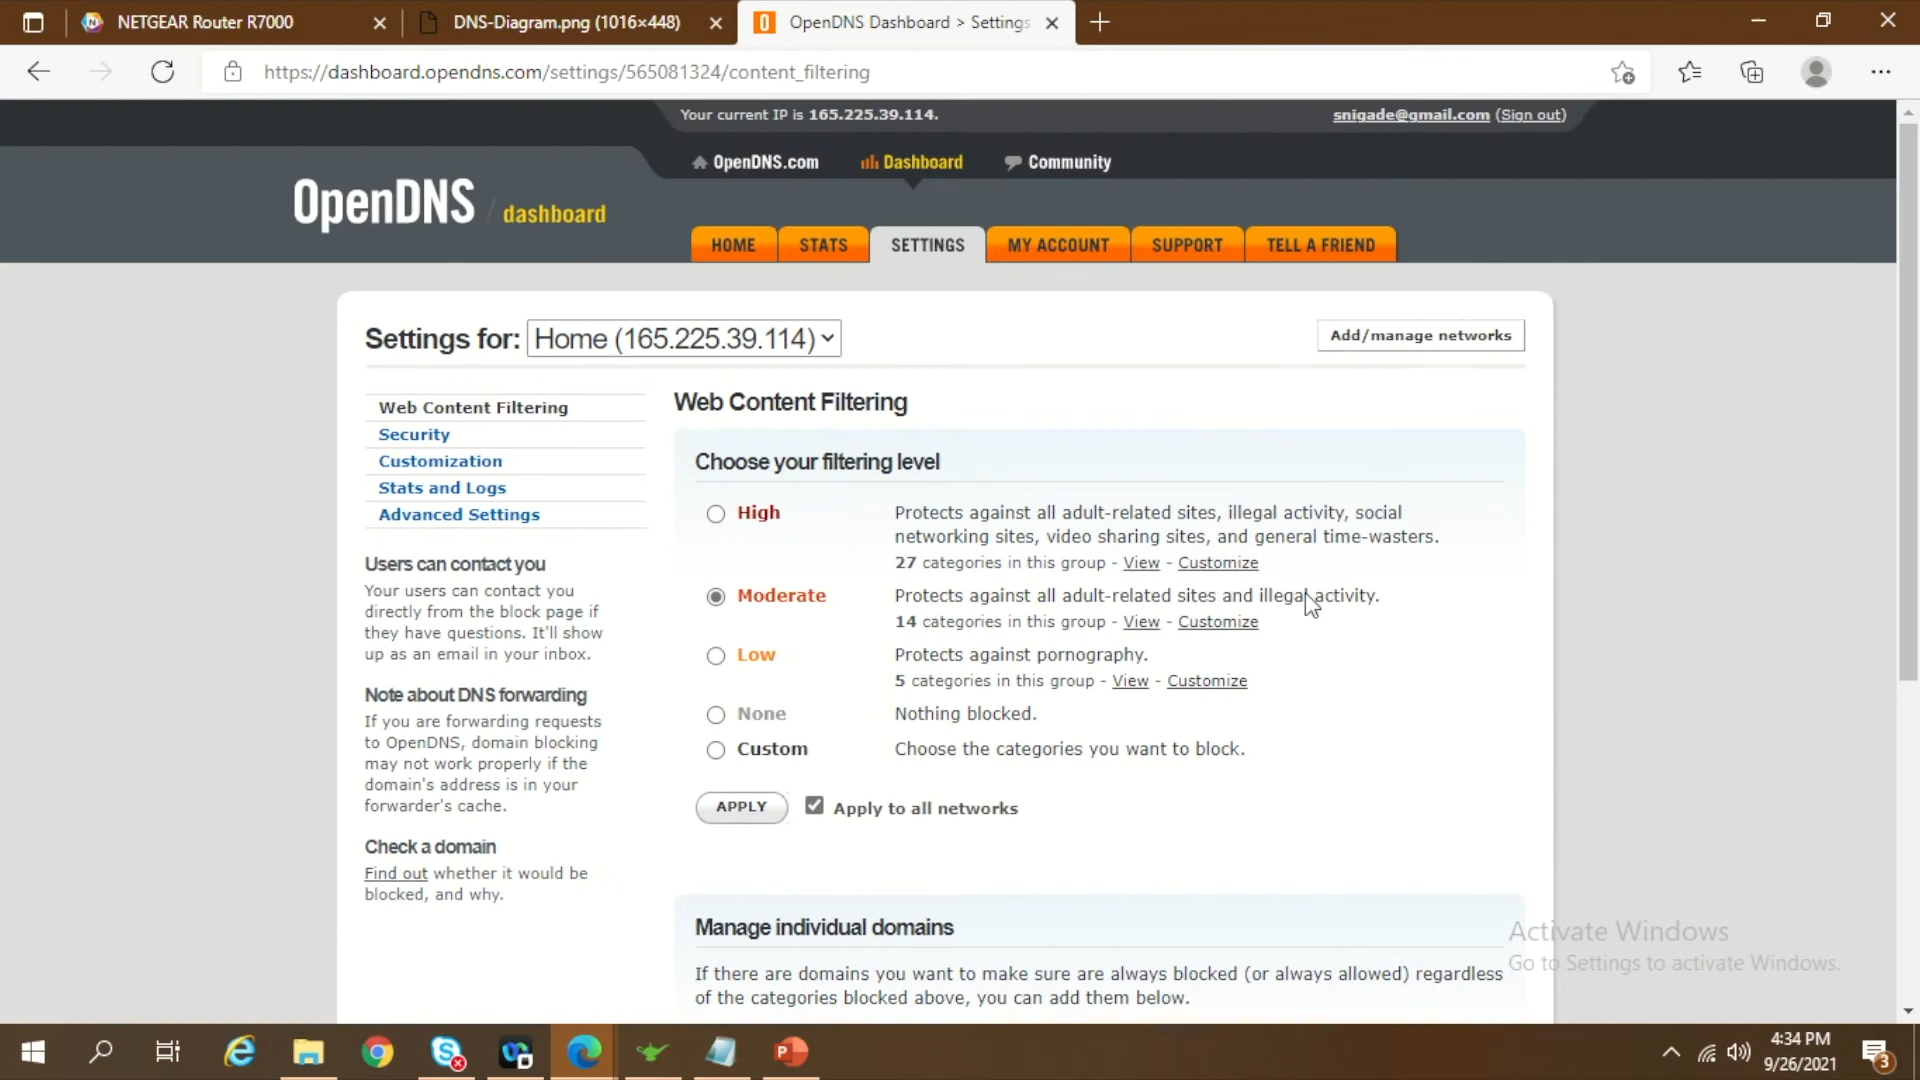 NETGEAR Router R7000
DNS-Diagram.png (1016×448)
OpenDNS Dashboard > Settings
https://dashboard.opendns.com/settings/565081324/content_filtering
Your current IP is 165.225.39.114.
snigade@gmail.com (Sign out)
OpenDNS.com
Dashboard
Community
OpenDNS / dashboard
HOME
STATS
SETTINGS
MY ACCOUNT
SUPPORT
TELL A FRIEND
Settings for: Home (165.225.39.114)
Add/manage networks
Web Content Filtering
Security
Customization
Stats and Logs
Advanced Settings
Users can contact you
Your users can contact you
directly from the block page if
they have questions. It'll show
up as an email in your inbox.
Note about DNS forwarding
If you are forwarding requests
to OpenDNS, domain blocking
may not work properly if the
domain's address is in your
forwarder's cache.
Check a domain
Find out whether it would be
blocked, and why.
Web Content Filtering
Choose your filtering level
High
Protects against all adult-related sites, illegal activity, social
networking sites, video sharing sites, and general time-wasters.
27 categories in this group - View - Customize
Moderate
Protects against all adult-related sites and illegal activity.
14 categories in this group - View - Customize
Low
Protects against pornography.
5 categories in this group - View - Customize
None
Nothing blocked.
Custom
Choose the categories you want to block.
APPLY
Apply to all networks
Manage individual domains
If there are domains you want to make sure are always blocked (or always allowed) regardless
of the categories blocked above, you can add them below.
Activate Windows
Go to Settings to activate Windows.
4:34 PM
9/26/2021
3